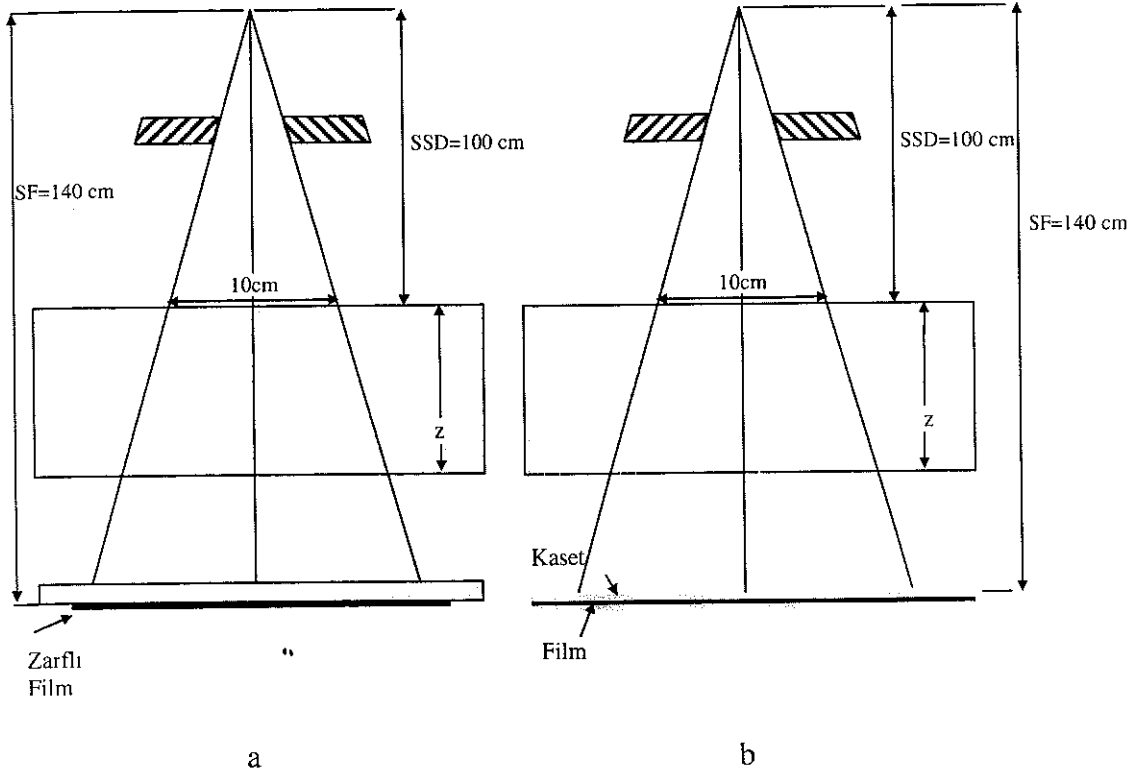 SSD=100 cm
SF=140 cm
10cm
z
Zarflı
Film
a
SSD=100 cm
SF=140 cm
10cm
z
Kaset
Film
b